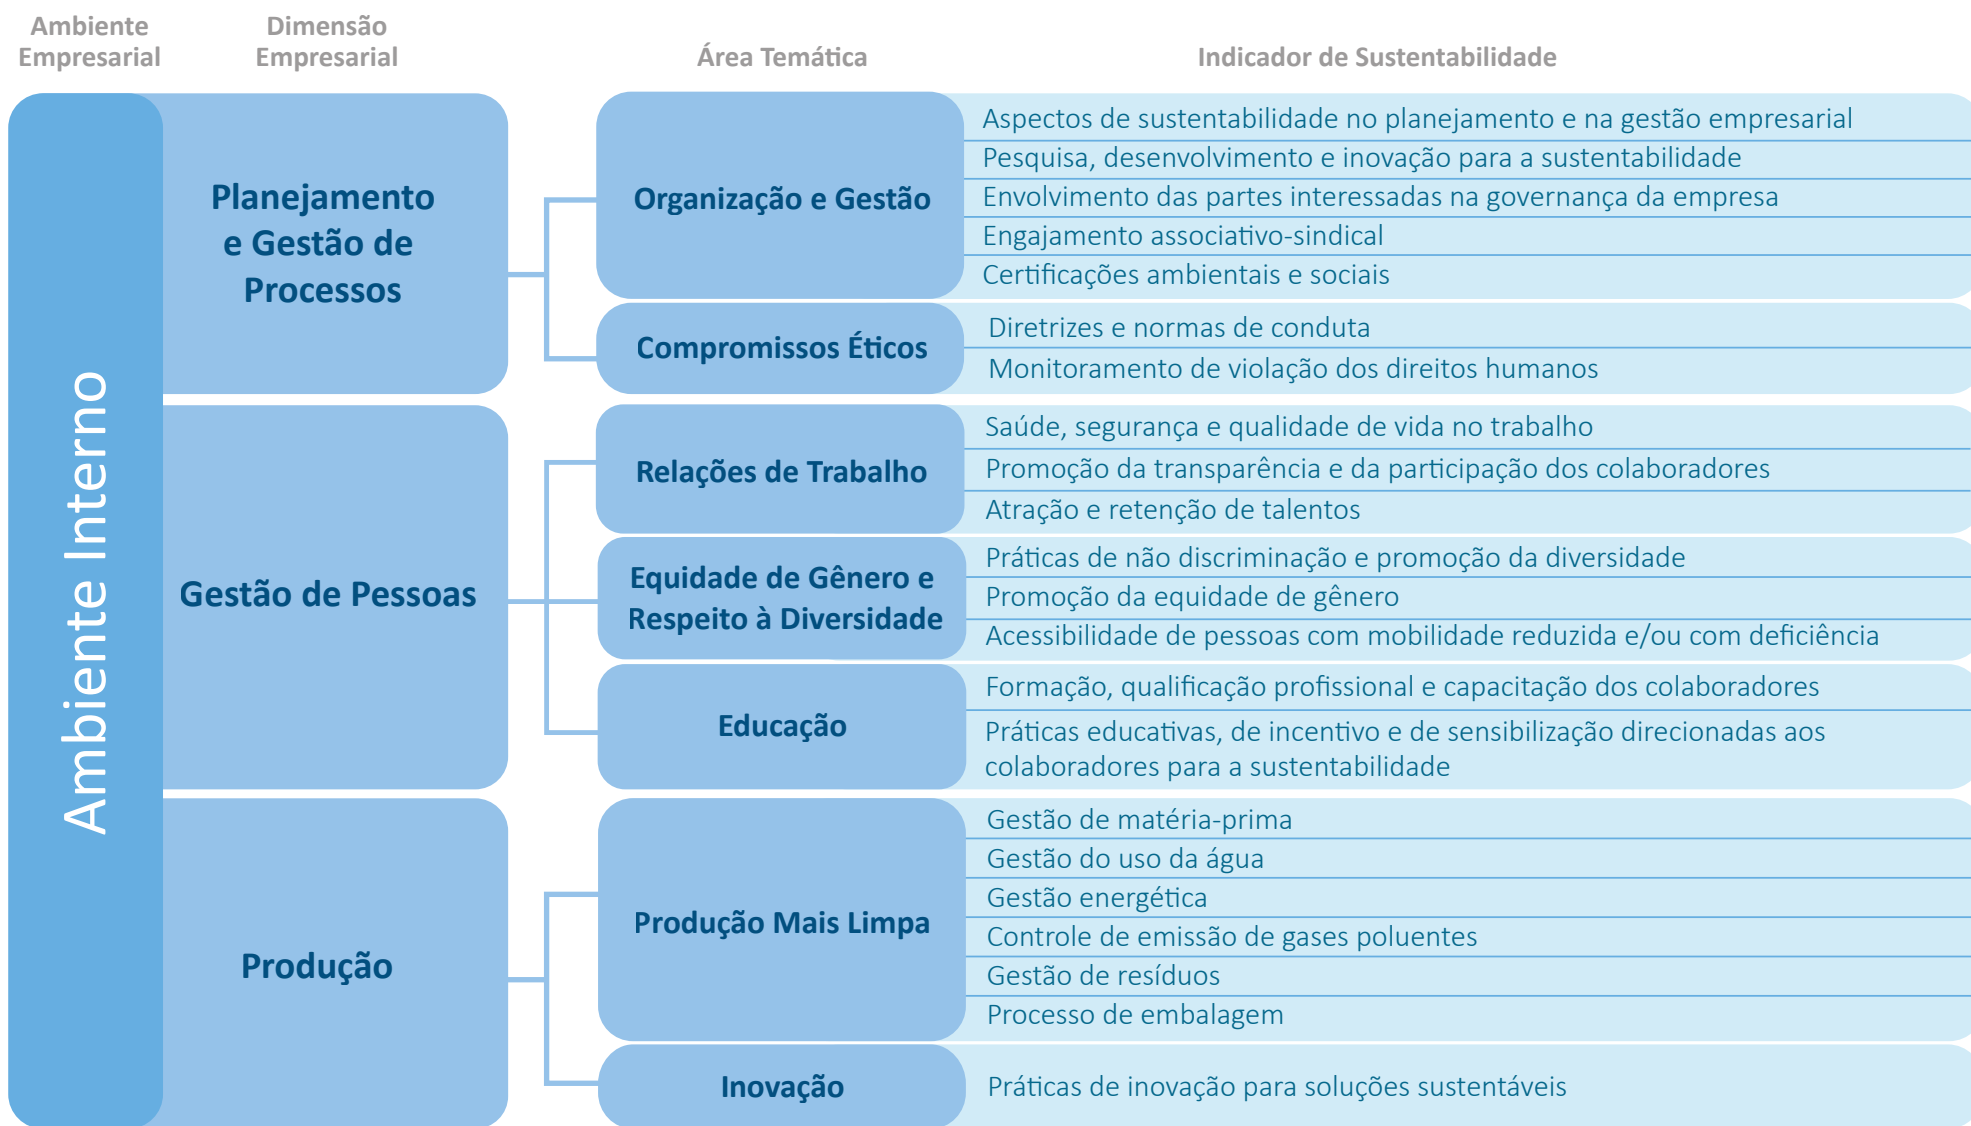 Ambiente
Empresarial
Dimensão
Empresarial
Área Temática
Indicador de Sustentabilidade
Ambiente Interno
Planejamento
e Gestão de
Processos
Organização e Gestão
Aspectos de sustentabilidade no planejamento e na gestão empresarial
Pesquisa, desenvolvimento e inovação para a sustentabilidade
Envolvimento das partes interessadas na governança da empresa
Engajamento associativo-sindical
Certificações ambientais e sociais
Compromissos Éticos
Diretrizes e normas de conduta
Monitoramento de violação dos direitos humanos
Gestão de Pessoas
Relações de Trabalho
Saúde, segurança e qualidade de vida no trabalho
Promoção da transparência e da participação dos colaboradores
Atração e retenção de talentos
Equidade de Gênero e
Respeito à Diversidade
Práticas de não discriminação e promoção da diversidade
Promoção da equidade de gênero
Acessibilidade de pessoas com mobilidade reduzida e/ou com deficiência
Educação
Formação, qualificação profissional e capacitação dos colaboradores
Práticas educativas, de incentivo e de sensibilização direcionadas aos
colaboradores para a sustentabilidade
Produção
Produção Mais Limpa
Gestão de matéria-prima
Gestão do uso da água
Gestão energética
Controle de emissão de gases poluentes
Gestão de resíduos
Processo de embalagem
Inovação
Práticas de inovação para soluções sustentáveis